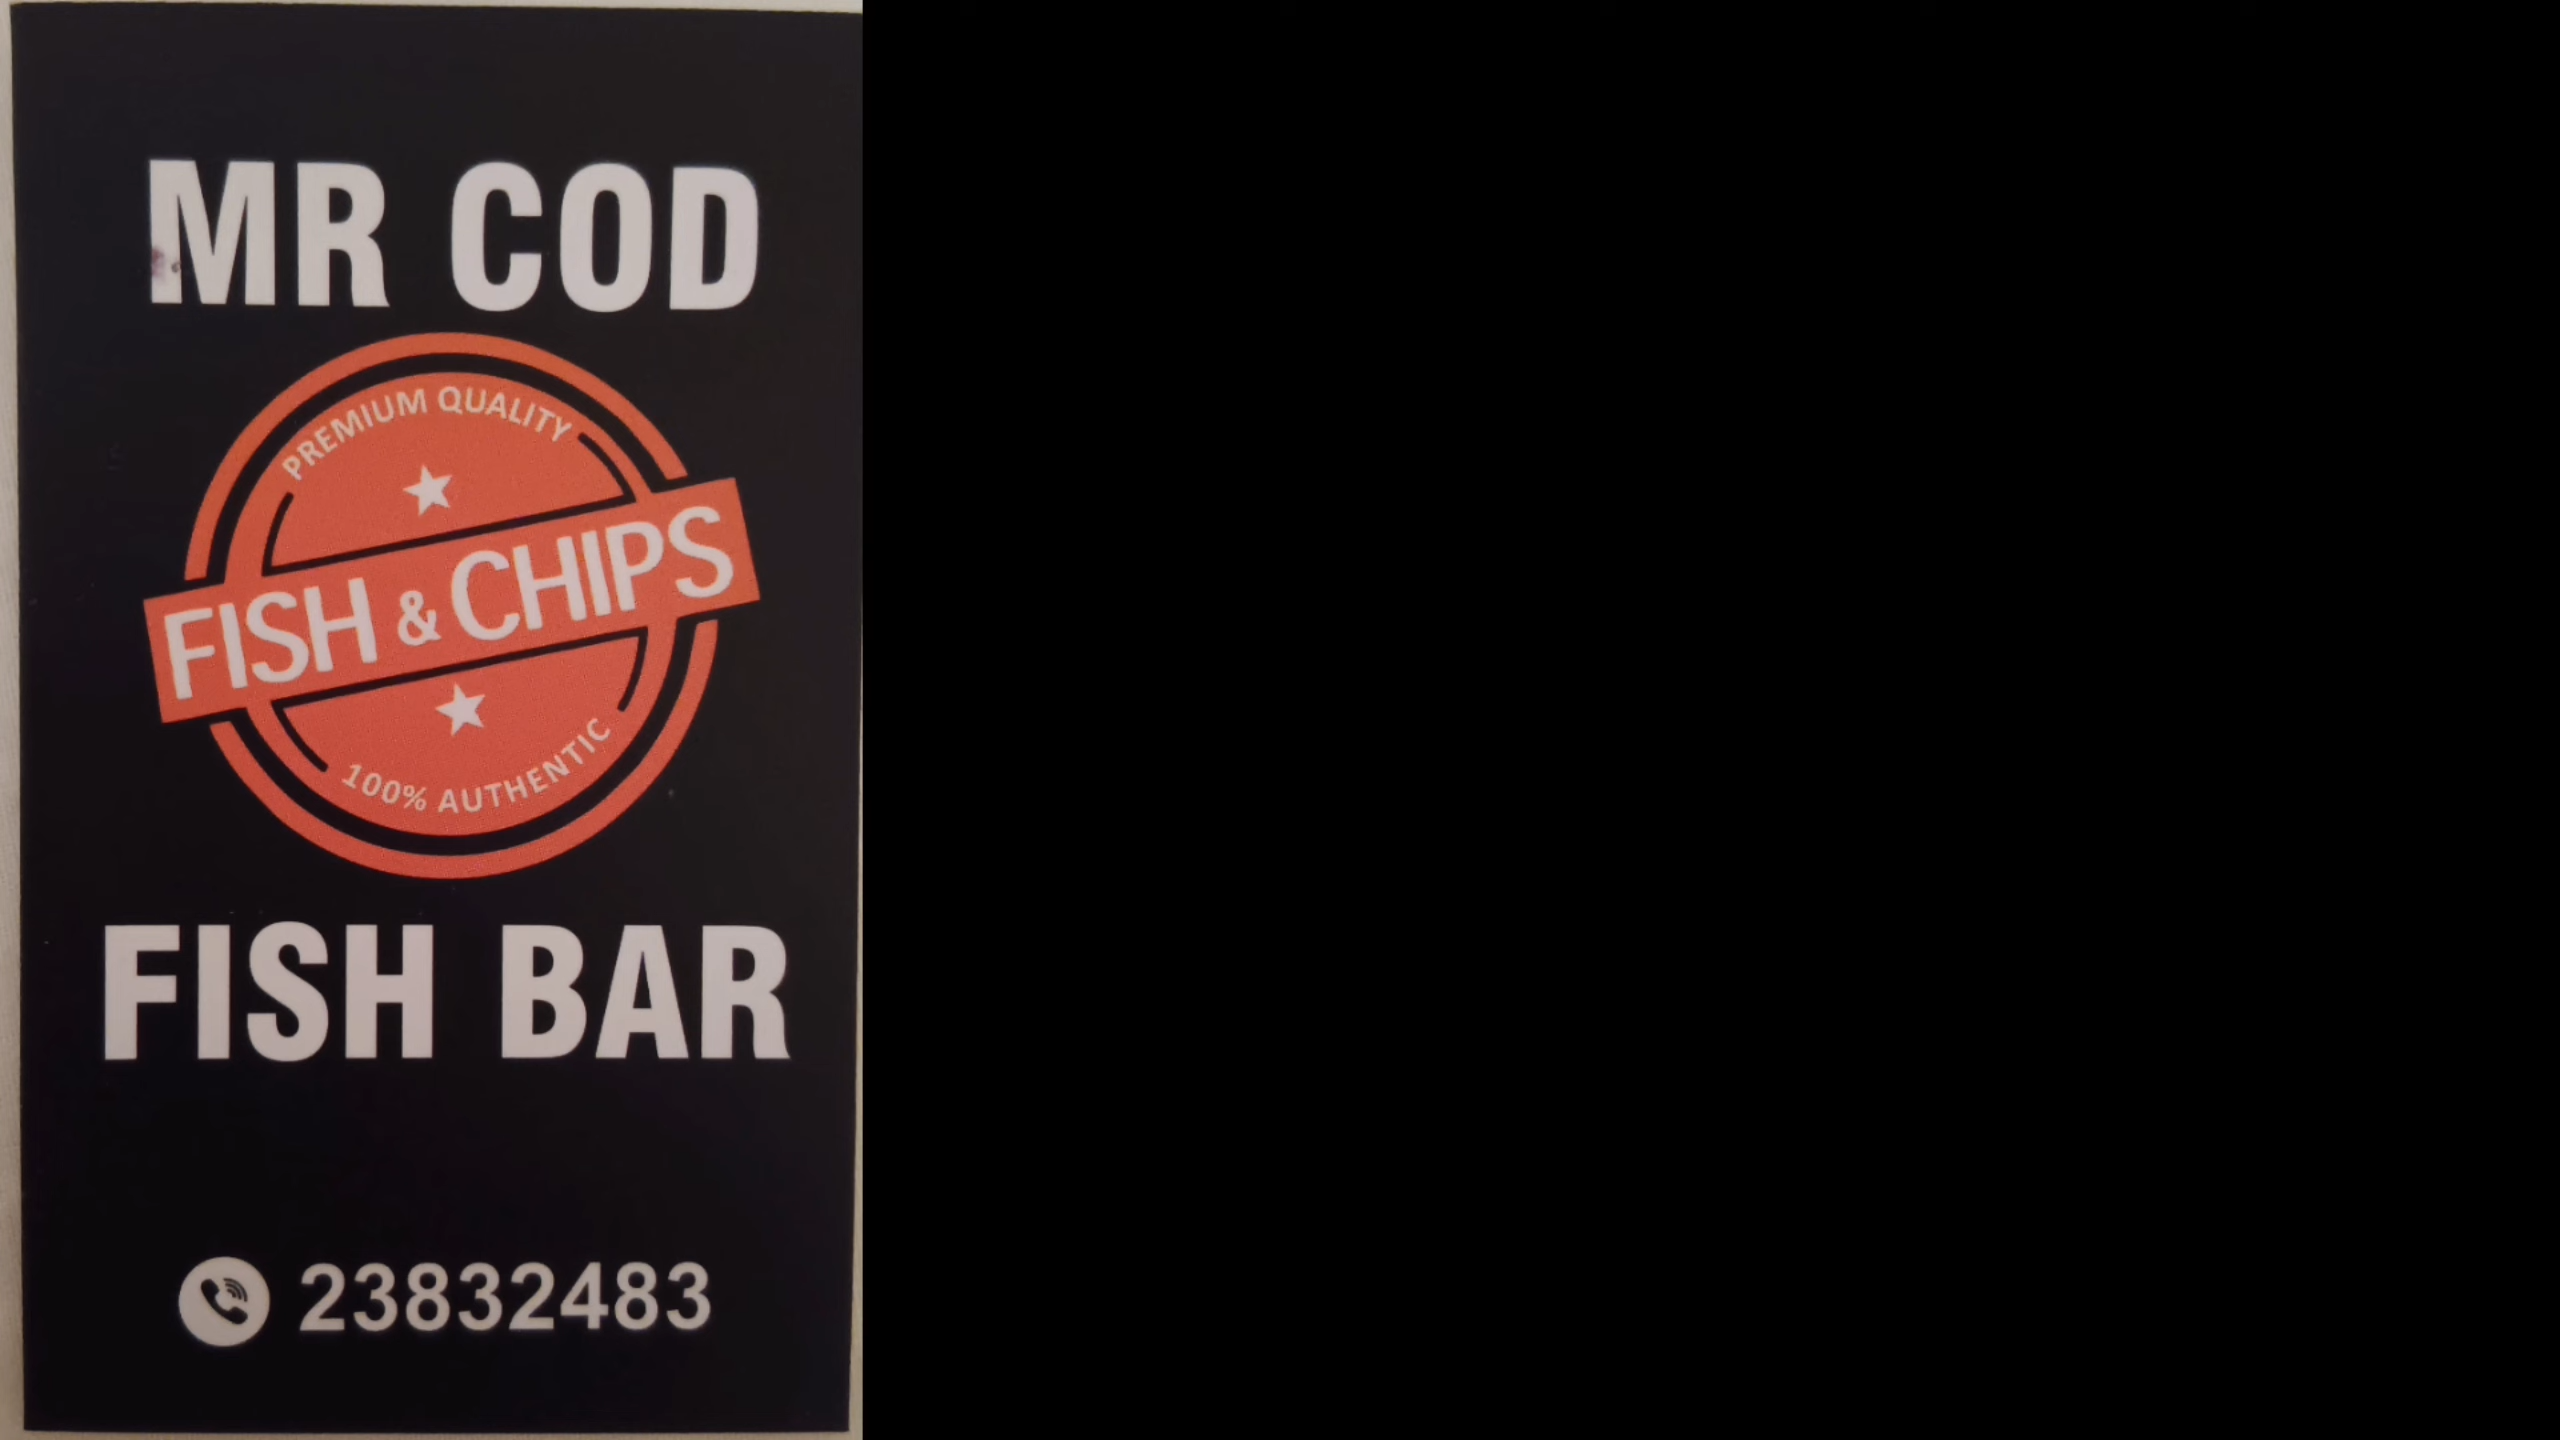 MR COD
PREMIUM QUALITY
FISH & CHIPS
100% AUTHENTIC
FISH BAR
23832483